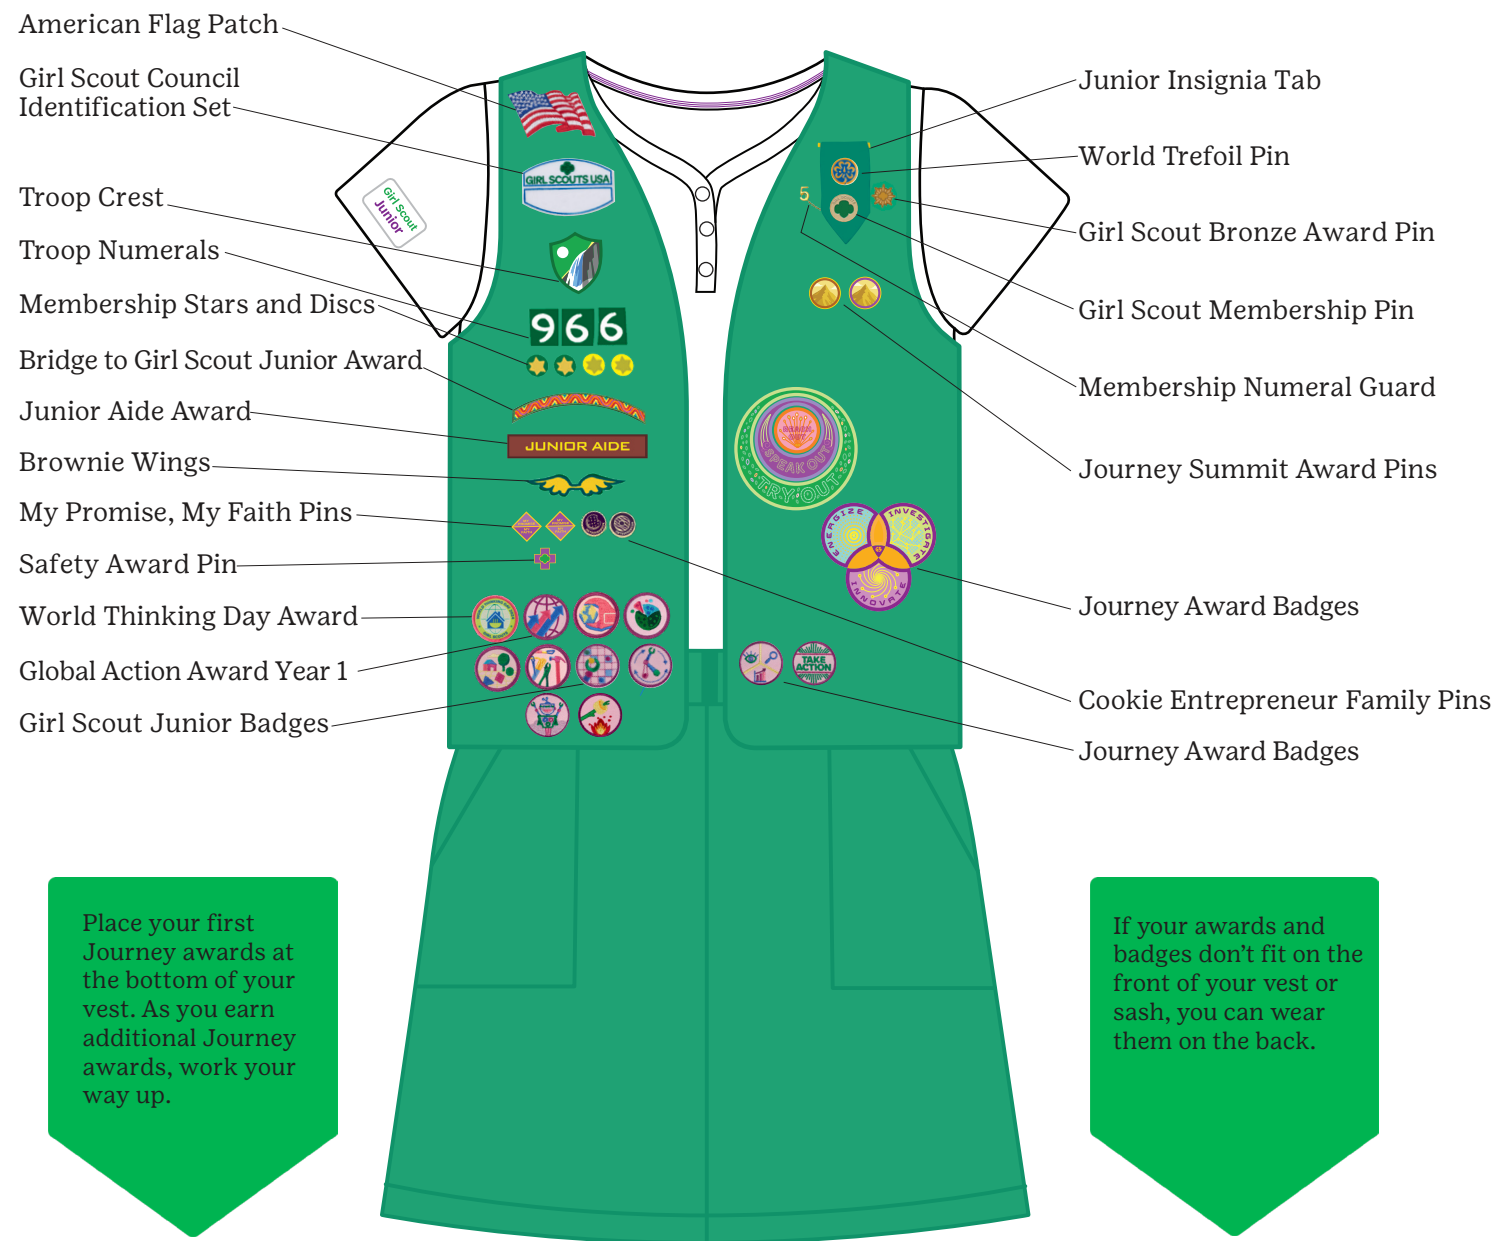 American Flag Patch
Girl Scout Council
Identification Set
Troop Crest
Troop Numerals
Membership Stars and Discs
Bridge to Girl Scout Junior Award
Junior Aide Award
Brownie Wings
My Promise, My Faith Pins
Safety Award Pin
World Thinking Day Award
Global Action Award Year 1
Girl Scout Junior Badges
Girl Scout
Junior
GIRL SCOUTS USA
966
JUNIOR AIDE
5
SPEAK OUT!
TRY OUT
ENERGIZE
INVESTIGATE
INNOVATE
TAKE
ACTION
Junior Insignia Tab
World Trefoil Pin
Girl Scout Bronze Award Pin
Girl Scout Membership Pin
Membership Numeral Guard
Journey Summit Award Pins
Journey Award Badges
Cookie Entrepreneur Family Pins
Journey Award Badges
Place your first
Journey awards at
the bottom of your
vest. As you earn
additional Journey
awards, work your
way up.
If your awards and
badges don’t fit on the
front of your vest or
sash, you can wear
them on the back.